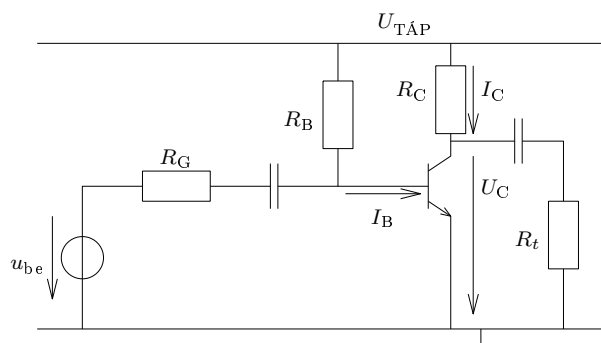 U_TÁP
R_C
I_C
R_B
R_G
I_B
U_C
R_t
u_be